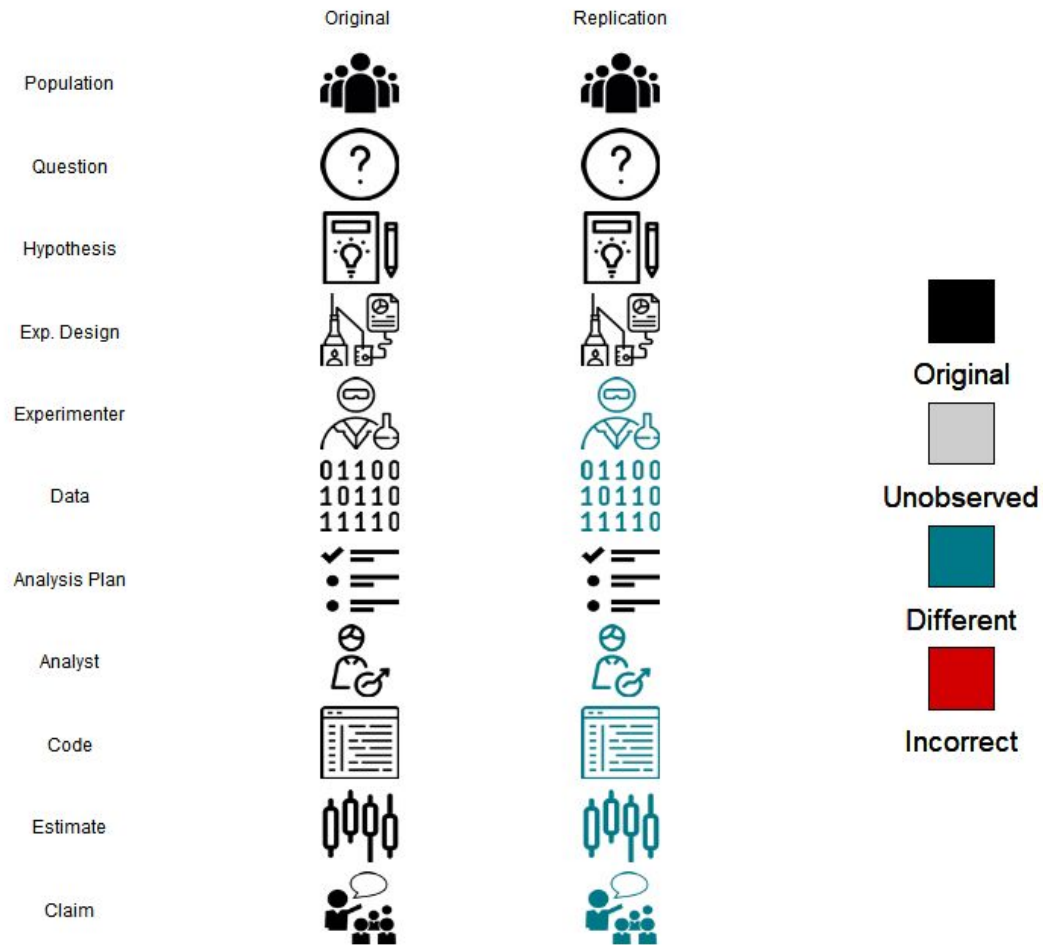 Original Replication
Population
Question
?
?
Hypothesis
Exp. Design
Experimenter
Data
01100
10110
11110
01100
10110
11110
Analysis Plan
Analyst
Code
Estimate
Claim
Original
Unobserved
Different
Incorrect